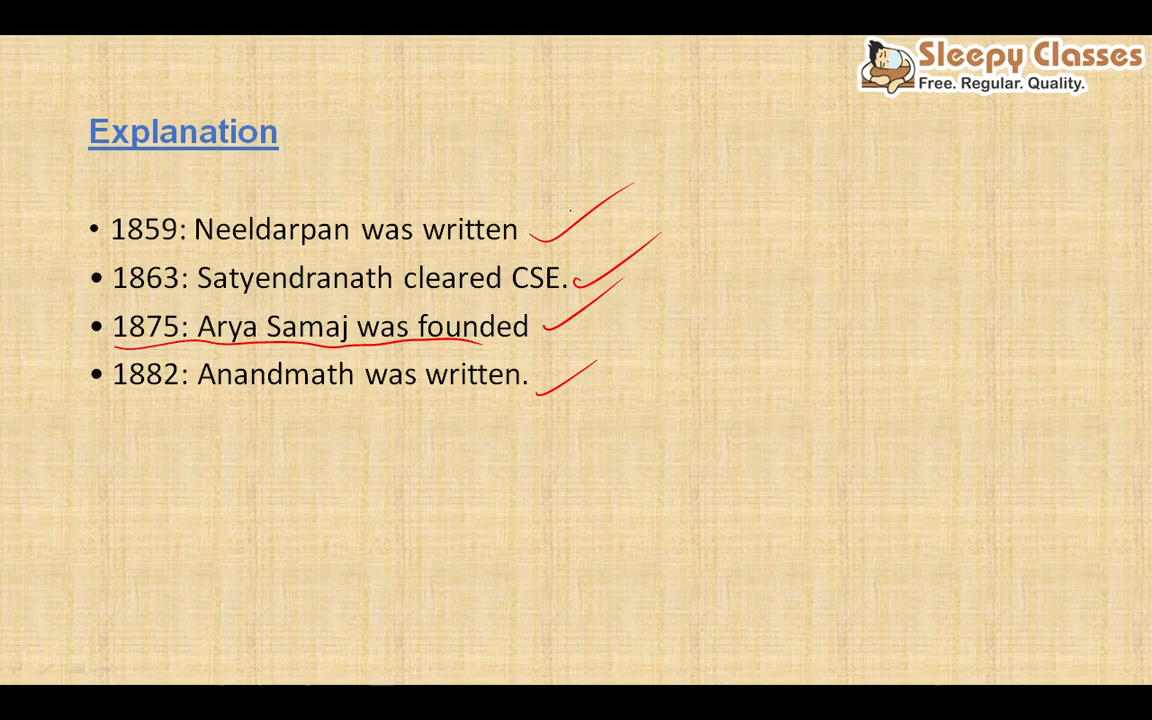 Sleepy Classes
Free. Regular. Quality.
Explanation
• 1859: Neeldarpan was written
• 1863: Satyendranath cleared CSE.
• 1875: Arya Samaj was founded
• 1882: Anandmath was written.